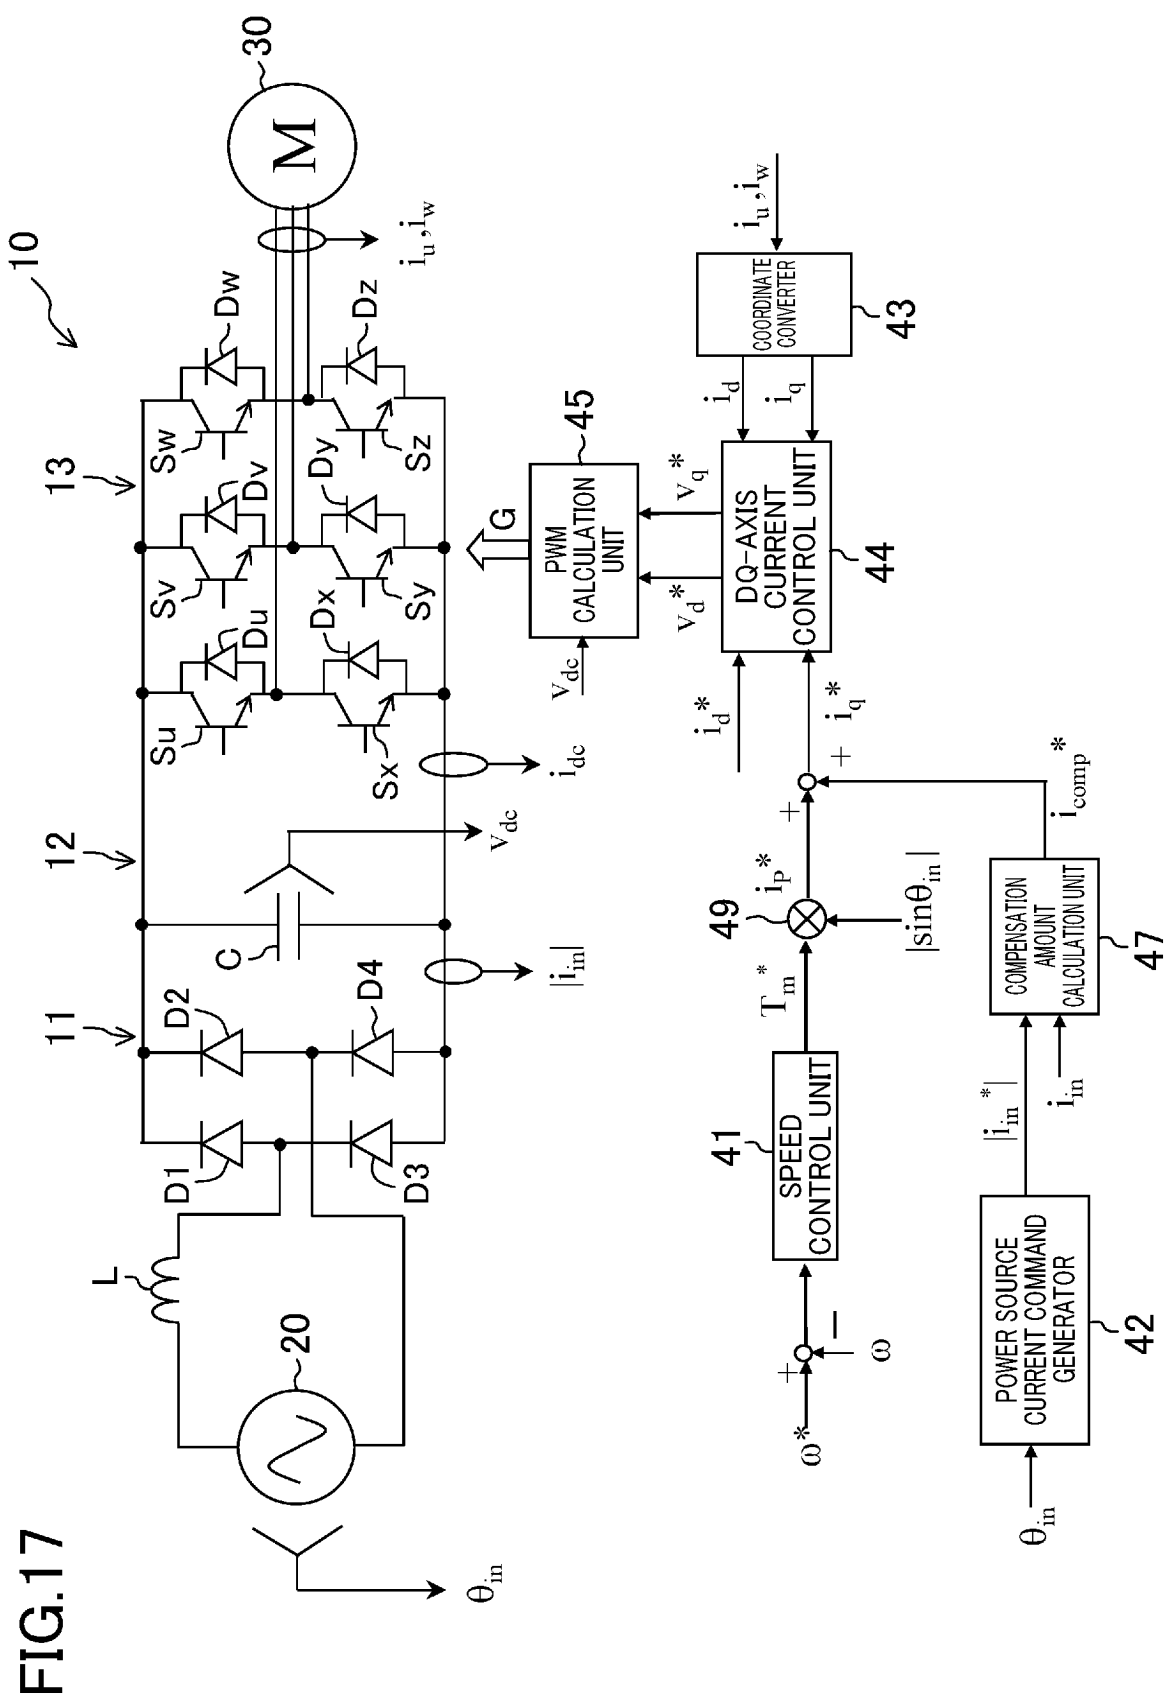 FIG.17
10
11
12
13
L
20
θin
D1
D2
D3
D4
C
vdc
|iin|
idc
Su
Du
Sv
Dv
Sw
Dw
Sx
Dx
Sy
Dy
Sz
Dz
30
M
iu,iw
G
45
PWM
CALCULATION
UNIT
vdc
vd*
vq*
id*
iq*
DQ-AXIS
CURRENT
CONTROL UNIT
44
id
iq
COORDINATE
CONVERTER
43
iu,iw
ω*
+
−
ω
41
SPEED
CONTROL UNIT
Tm*
49
|sinθin|
iP*
+
+
θin
POWER SOURCE
CURRENT COMMAND
GENERATOR
42
|iin*|
iin
COMPENSATION
AMOUNT
CALCULATION UNIT
47
icomp*